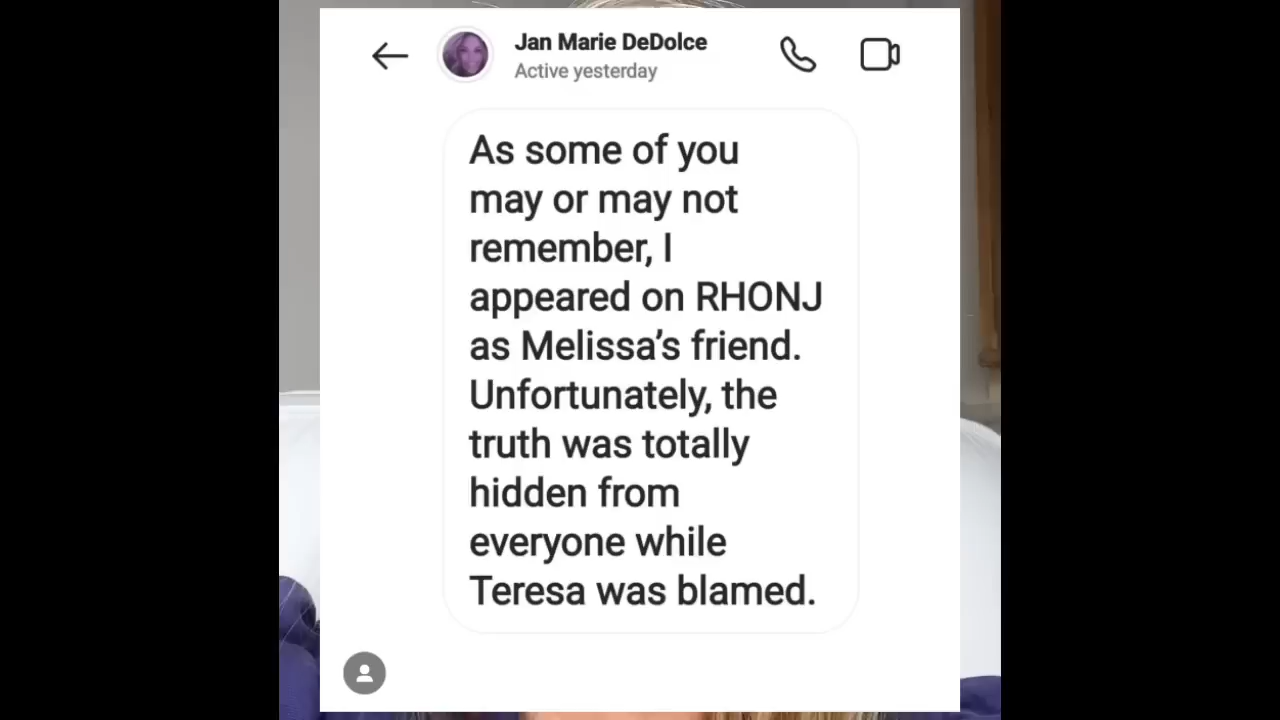 Jan Marie DeDolce
Active yesterday
As some of you
may or may not
remember, I
appeared on RHONJ
as Melissa’s friend.
Unfortunately, the
truth was totally
hidden from
everyone while
Teresa was blamed.